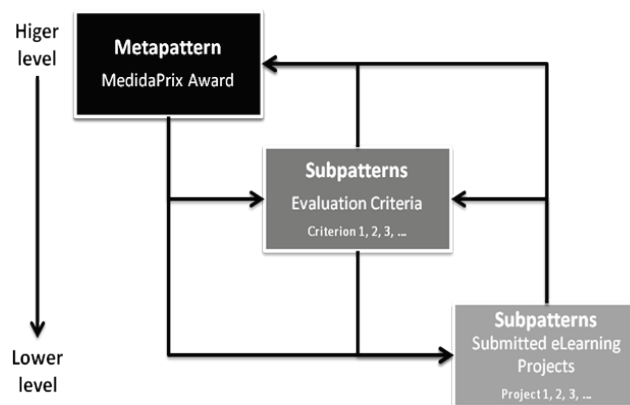 Higer
level
Metapattern
MedidaPrix Award
Subpatterns
Evaluation Criteria
Criterion 1, 2, 3, ...
Subpatterns
Submitted eLearning
Projects
Project 1, 2, 3, ...
Lower
level